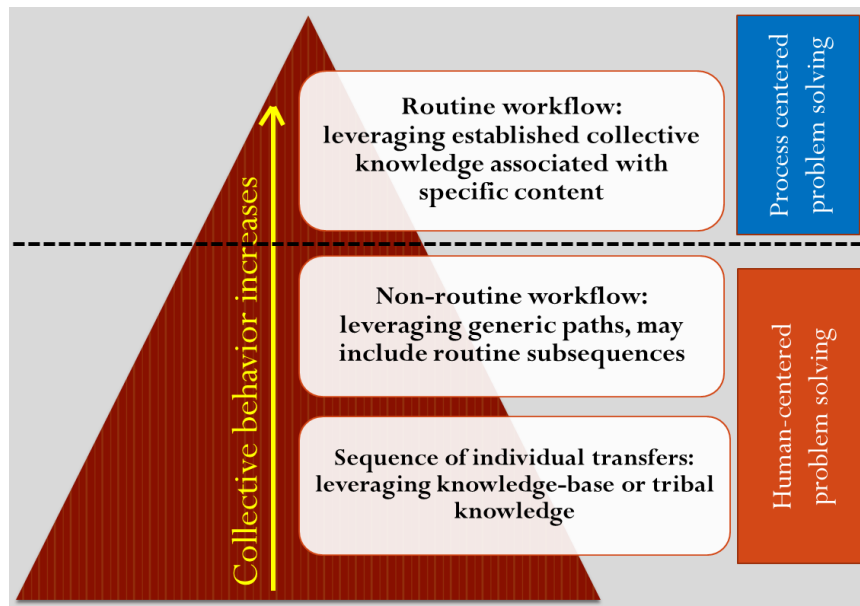 Routine workflow:
leveraging established collective
knowledge associated with
specific content
Non-routine workflow:
leveraging generic paths, may
include routine subsequences
Sequence of individual transfers:
leveraging knowledge-base or tribal
knowledge
Collective behavior increases
Process centered
problem solving
Human-centered
problem solving